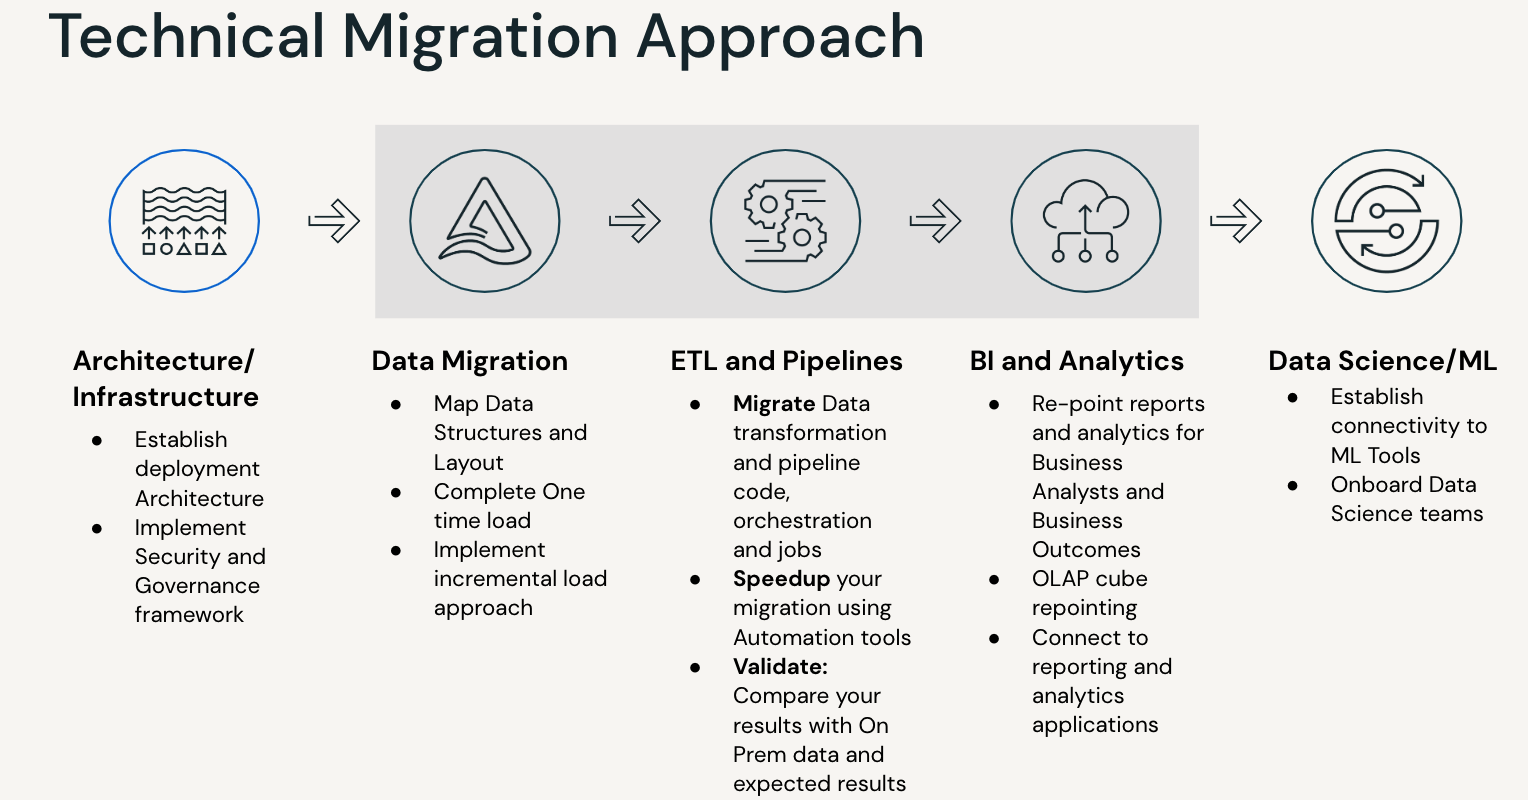 Technical Migration Approach
Architecture/
Infrastructure
● Establish
deployment
Architecture
● Implement
Security and
Governance
framework
Data Migration
● Map Data
Structures and
Layout
● Complete One
time load
● Implement
incremental load
approach
ETL and Pipelines
● Migrate Data
transformation
and pipeline
code,
orchestration
and jobs
● Speedup your
migration using
Automation tools
● Validate:
Compare your
results with On
Prem data and
expected results
BI and Analytics
● Re-point reports
and analytics for
Business
Analysts and
Business
Outcomes
● OLAP cube
repointing
● Connect to
reporting and
analytics
applications
Data Science/ML
● Establish
connectivity to
ML Tools
● Onboard Data
Science teams